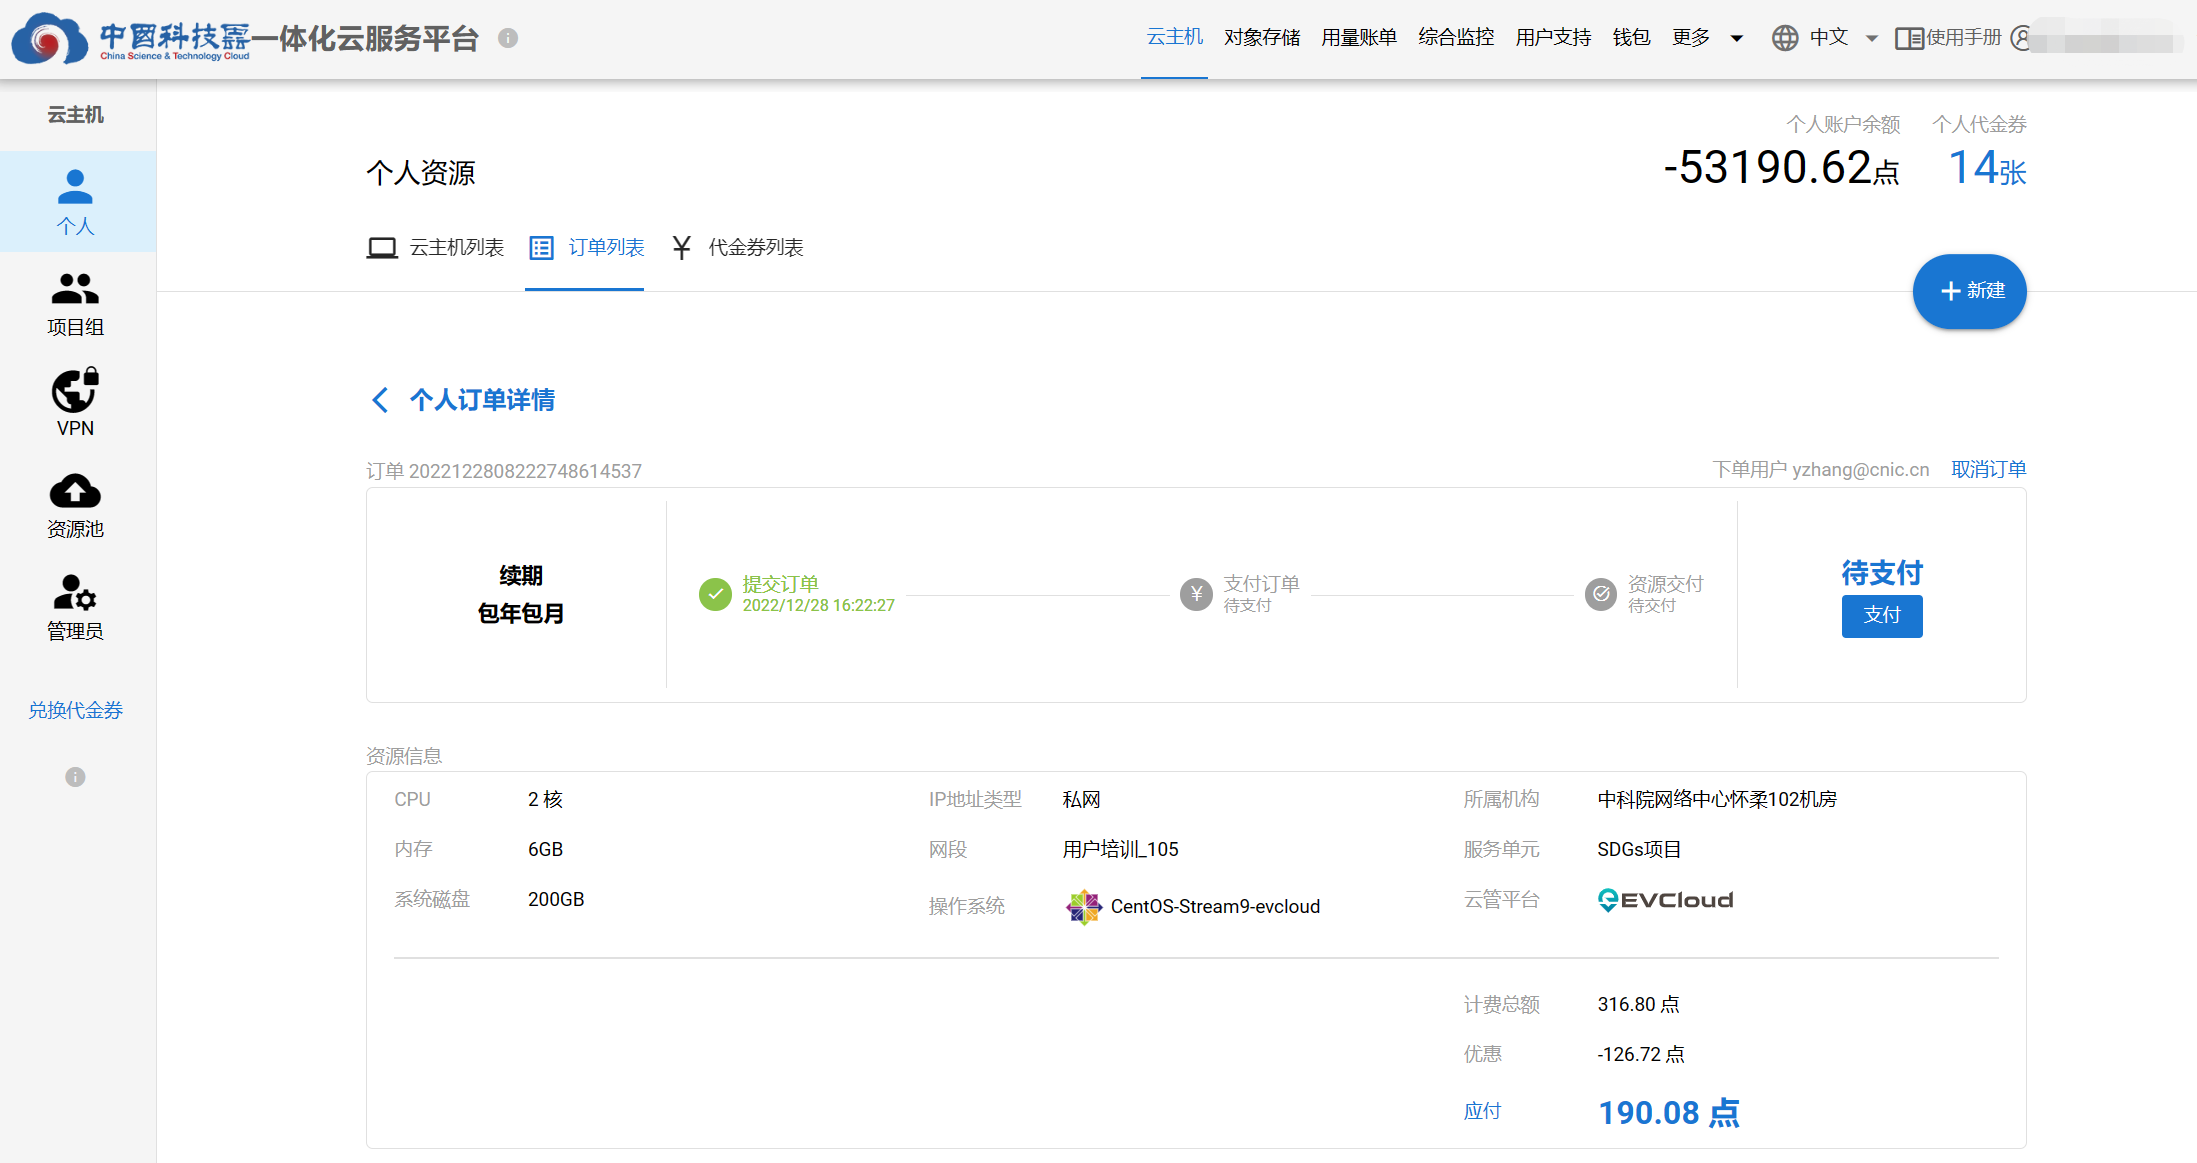 中国科技云一体化云服务平台
China Science & Technology Cloud
云主机 对象存储 用量账单 综合监控 用户支持 钱包 更多 中文 使用手册
云主机
个人
项目组
VPN
资源池
管理员
兑换代金券
个人资源
个人账户余额 个人代金券
-53190.62点 14张
云主机列表 订单列表 ¥ 代金券列表
+ 新建
个人订单详情
订单 2022122808222748614537 下单用户 yzhang@cnic.cn 取消订单
续期
包年包月
提交订单
2022/12/28 16:22:27
¥ 支付订单
待支付
资源交付
待交付
待支付
支付
资源信息
CPU 2 核 IP地址类型 私网 所属机构 中科院网络中心怀柔102机房
内存 6GB 网段 用户培训_105 服务单元 SDGs项目
系统磁盘 200GB 操作系统 CentOS-Stream9-evcloud 云管平台 EVCloud
计费总额 316.80 点
优惠 -126.72 点
应付 190.08 点